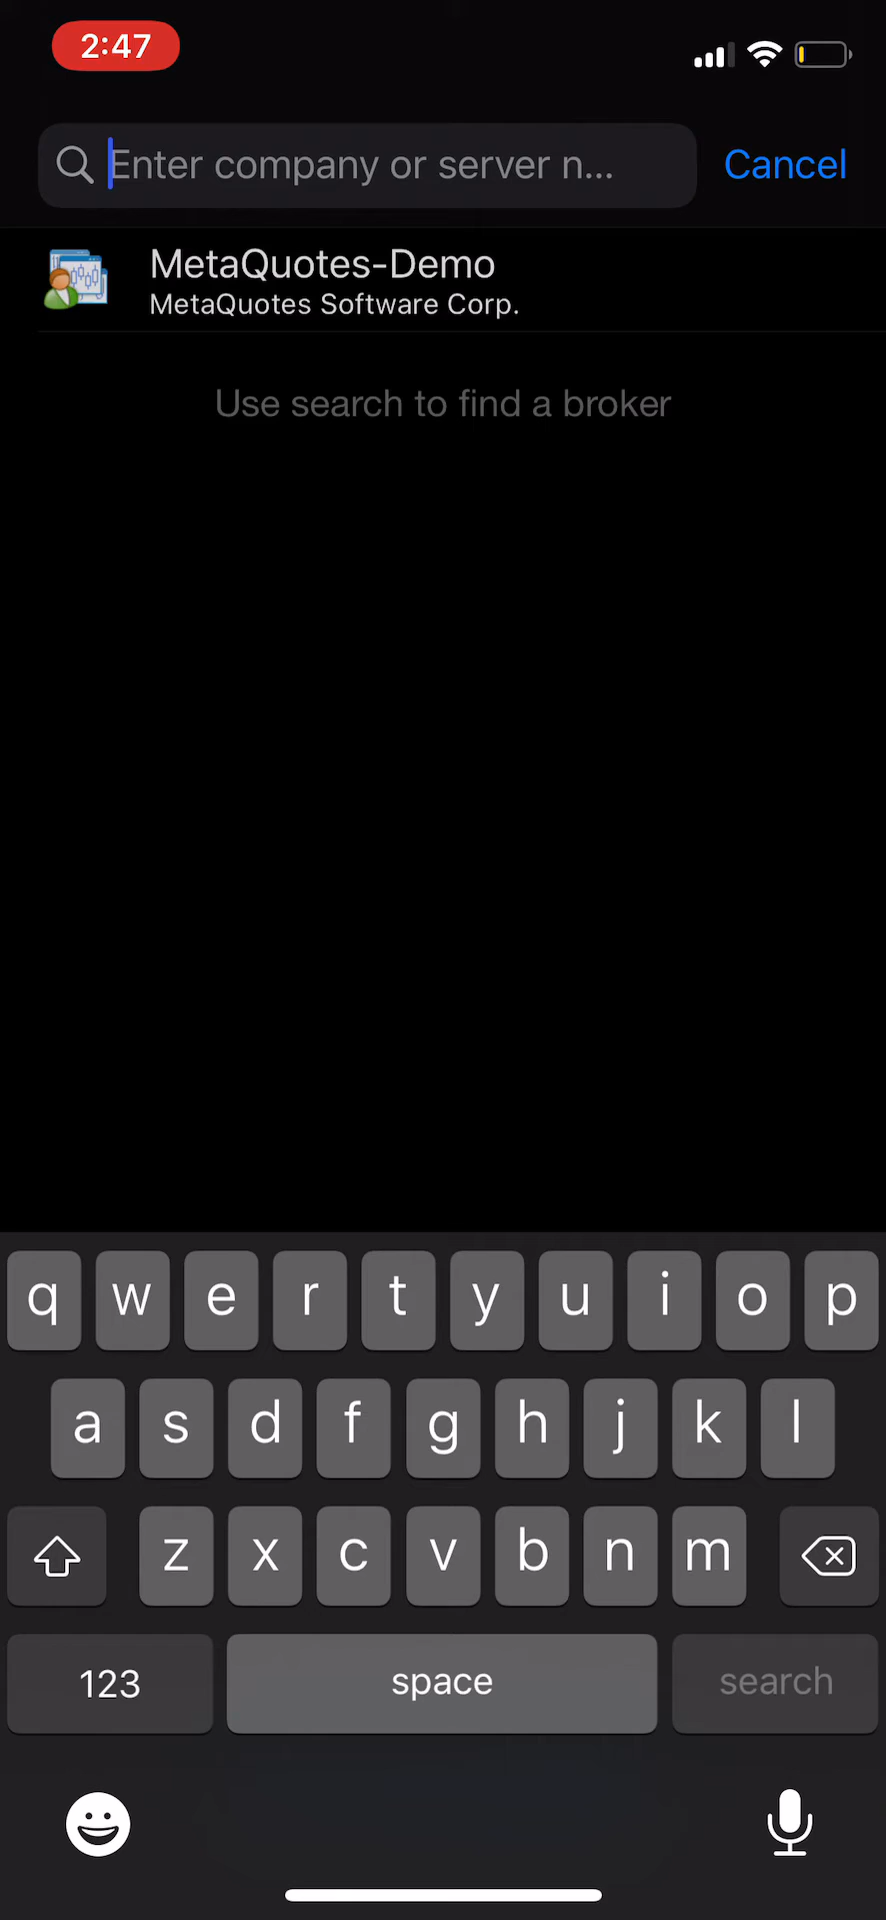 2:47
Enter company or server n...
Cancel
MetaQuotes-Demo
MetaQuotes Software Corp.
Use search to find a broker
q w e r t y u i o p
a s d f g h j k l
z x c v b n m
123 space search